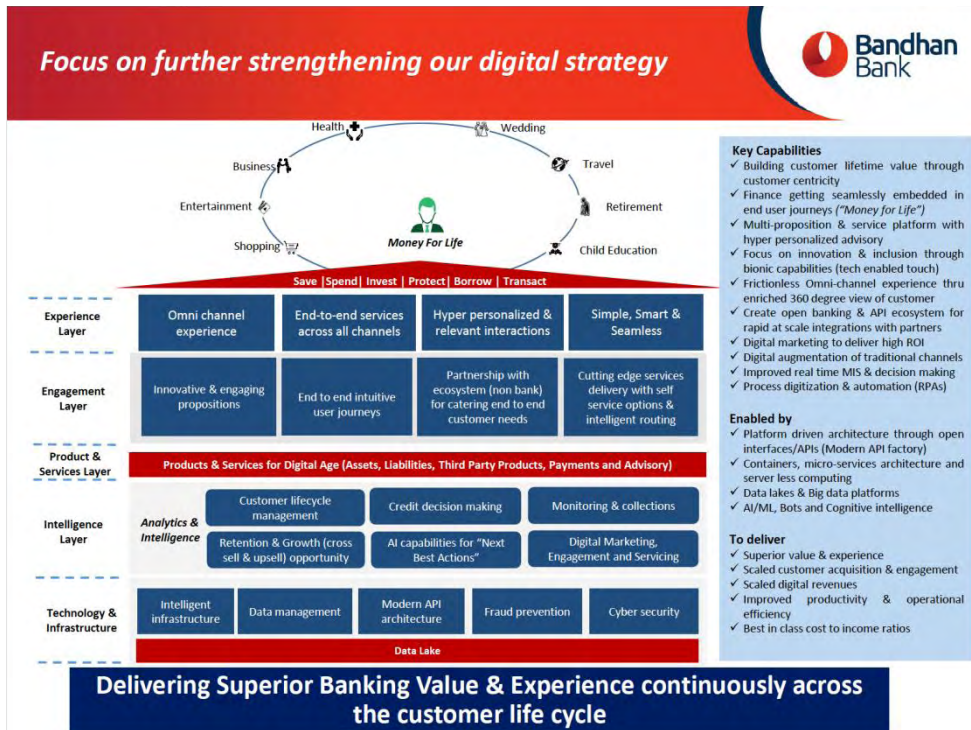 Focus on further strengthening our digital strategy
Bandhan
Bank
Health
Wedding
Business
Travel
Entertainment
Retirement
Shopping
Money For Life
Child Education
Save |Spend| Invest | Protect| Borrow | Transact
Experience
Layer
Omni channel
experience
End-to-end services
across all channels
Hyper personalized &
relevant interactions
Simple, Smart &
Seamless
Engagement
Layer
Innovative & engaging
propositions
End to end intuitive
user journeys
Partnership with
ecosystem (non bank)
for catering end to end
customer needs
Cutting edge services
delivery with self
service options &
intelligent routing
Product &
Services Layer
Products & Services for Digital Age (Assets, Liabilities, Third Party Products, Payments and Advisory)
Intelligence
Layer
Analytics &
Intelligence
Customer lifecycle
management
Credit decision making
Monitoring & collections
Retention & Growth (cross
sell & upsell) opportunity
AI capabilities for "Next
Best Actions"
Digital Marketing,
Engagement and Servicing
Technology &
Infrastructure
Intelligent
infrastructure
Data management
Modern API
architecture
Fraud prevention
Cyber security
Data Lake
Key Capabilities
✓ Building customer lifetime value through
customer centricity
✓ Finance getting seamlessly embedded in
end user journeys ("Money for Life")
✓ Multi-proposition & service platform with
hyper personalized advisory
✓ Focus on innovation & inclusion through
bionic capabilities (tech enabled touch)
✓ Frictionless Omni-channel experience thru
enriched 360 degree view of customer
✓ Create open banking & API ecosystem for
rapid at scale integrations with partners
✓ Digital marketing to deliver high ROI
✓ Digital augmentation of traditional channels
✓ Improved real time MIS & decision making
✓ Process digitization & automation (RPAs)
Enabled by
✓ Platform driven architecture through open
interfaces/APIs (Modern API factory)
✓ Containers, micro-services architecture and
server less computing
✓ Data lakes & Big data platforms
✓ AI/ML, Bots and Cognitive intelligence
To deliver
✓ Superior value & experience
✓ Scaled customer acquisition & engagement
✓ Scaled digital revenues
✓ Improved productivity & operational
efficiency
✓ Best in class cost to income ratios
Delivering Superior Banking Value & Experience continuously across
the customer life cycle